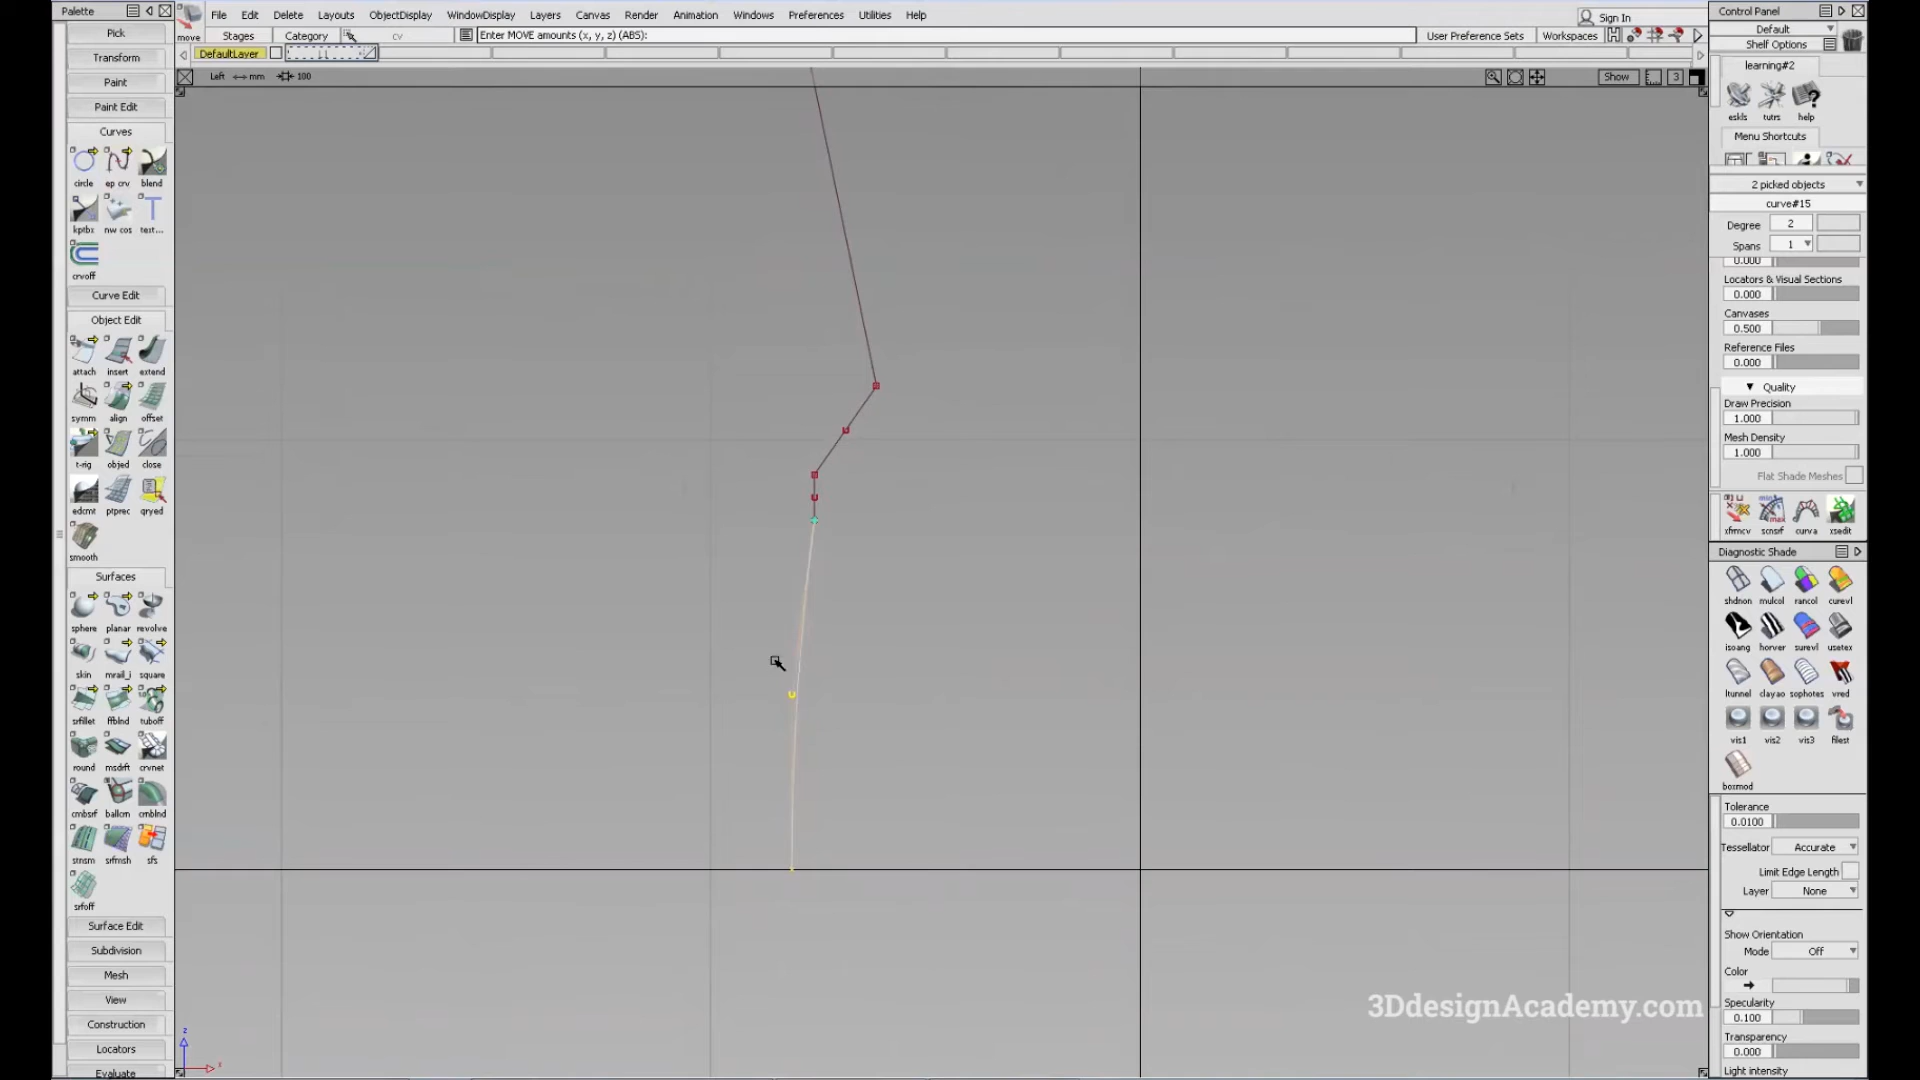 Palette
Pick
Transform
Paint
Paint Edit
Curves
circle
ep crv
blend
kptbx
nw cos
text...
crvoff
Curve Edit
Object Edit
attach
insert
extend
symm
align
offset
t-rig
objed
close
edcmt
ptprec
qryed
smooth
Surfaces
sphere
planar
revolve
skin
mrail_i
square
srfillet
ffblnd
tuboff
round
msdrft
crvnet
cmbsrf
ballcrn
crnblnd
stnsm
srfmsh
sfs
srfoff
Surface Edit
Subdivision
Mesh
View
Construction
Locators
Evaluate
move
File Edit Delete Layouts ObjectDisplay WindowDisplay Layers Canvas Render Animation Windows Preferences Utilities Help
Sign In
Stages
Category
cv
Enter MOVE amounts (x, y, z) (ABS):
User Preference Sets
Workspaces
DefaultLayer
Left <-> mm
100
Show
3
z
3DdesignAcademy.com
Control Panel
Default
Shelf Options
learning#2
eskls
tutrs
help
Menu Shortcuts
2 picked objects
curve#15
Degree 2
Spans 1
0.000
Locators & Visual Sections
0.000
Canvases
0.500
Reference Files
0.000
Quality
Draw Precision
1.000
Mesh Density
1.000
Flat Shade Meshes
xfrmcv
scnsrf
curva
xsedit
Diagnostic Shade
shdnon
mulcol
rancol
curevl
isoang
horver
surevl
usetex
ltunnel
clayao
sophotes
vred
vis1
vis2
vis3
filest
boxmod
Tolerance
0.0100
Tessellator Accurate
Limit Edge Length
Layer None
Show Orientation
Mode Off
Color
Specularity
0.100
Transparency
0.000
Light intensity